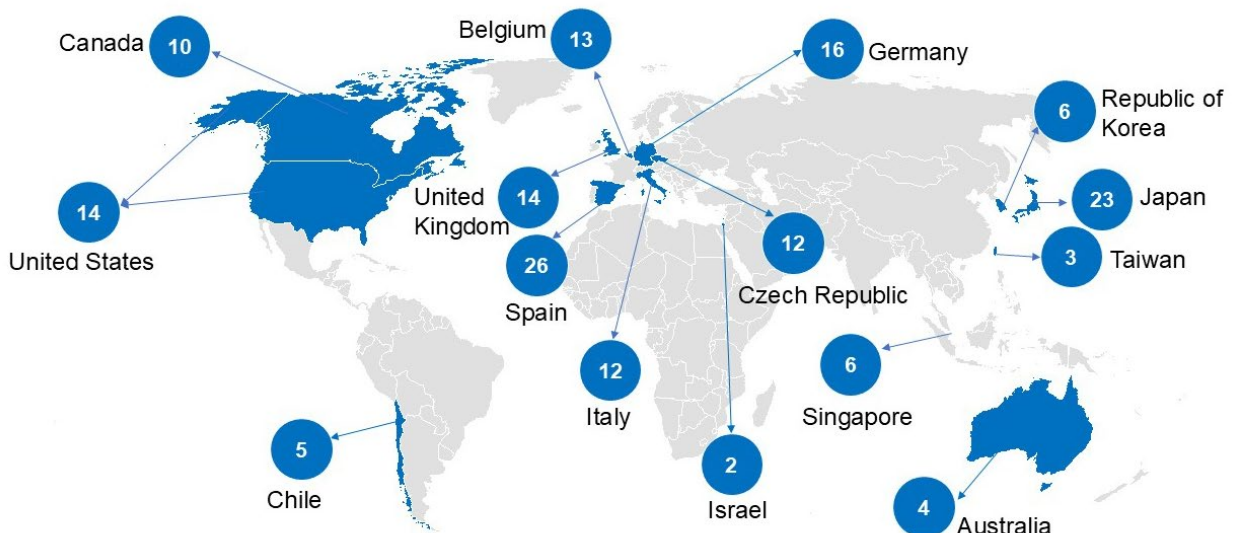 Canada
10
Belgium
13
16
Germany
6
Republic of
Korea
14
United States
United
Kingdom
14
23
Japan
26
Spain
12
Czech Republic
3
Taiwan
12
Italy
6
Singapore
5
Chile
2
Israel
4
Australia